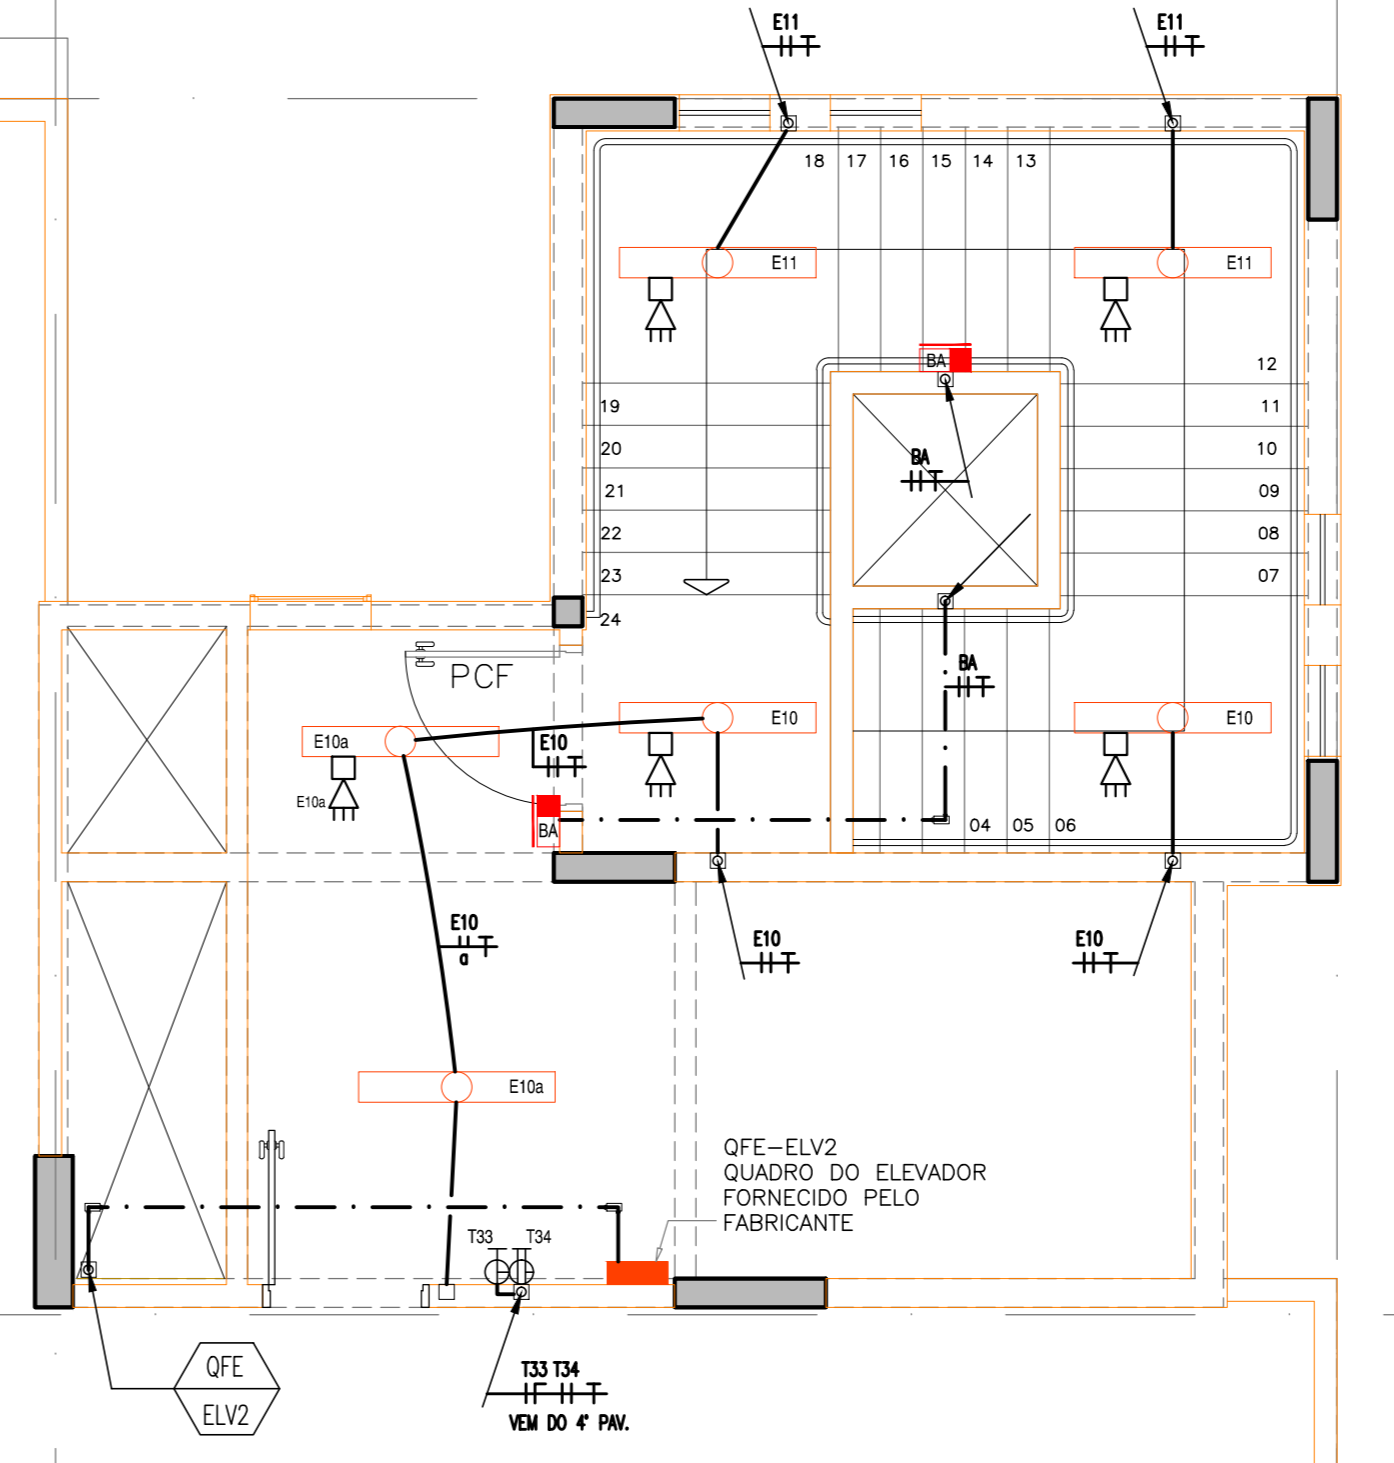 E11
E11
18
17
16
15
14
13
E11
E11
BA
12
19
11
20
BA
10
21
09
22
08
23
07
24
PCF
BA
E10a
E10
E10
E10
E10a
BA
04
05
06
E10
a
E10
E10
E10a
QFE-ELV2
QUADRO DO ELEVADOR
FORNECIDO PELO
FABRICANTE
T33
T34
QFE
ELV2
T33 T34
VEM DO 4° PAV.